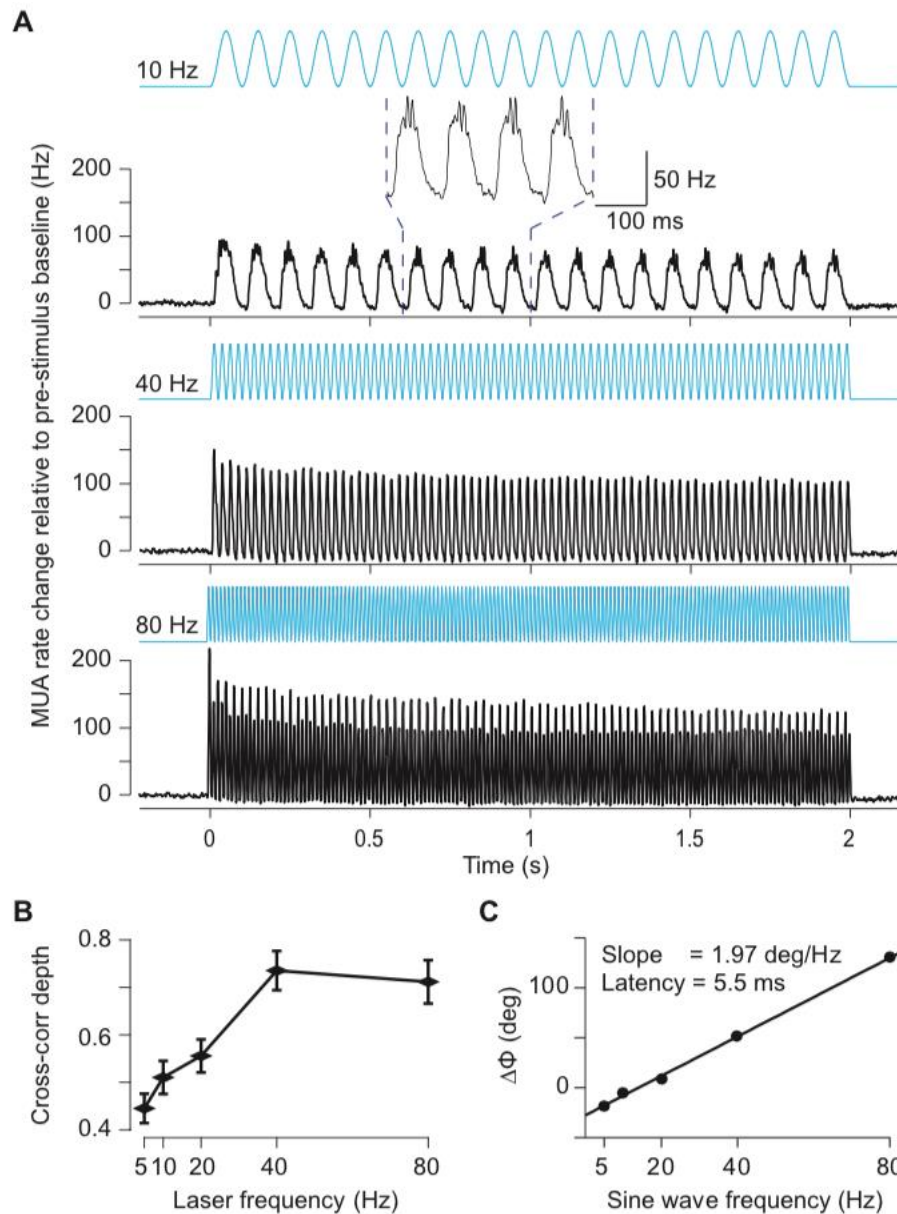 A
10 Hz
50 Hz
100 ms
200
100
0
40 Hz
200
100
0
80 Hz
200
100
0
MUA rate change relative to pre-stimulus baseline (Hz)
0 0.5 1 1.5 2
Time (s)
B
0.8
0.6
0.4
Cross-corr depth
5 10 20 40 80
Laser frequency (Hz)
C
Slope = 1.97 deg/Hz
Latency = 5.5 ms
100
0
ΔΦ (deg)
5 20 40 80
Sine wave frequency (Hz)